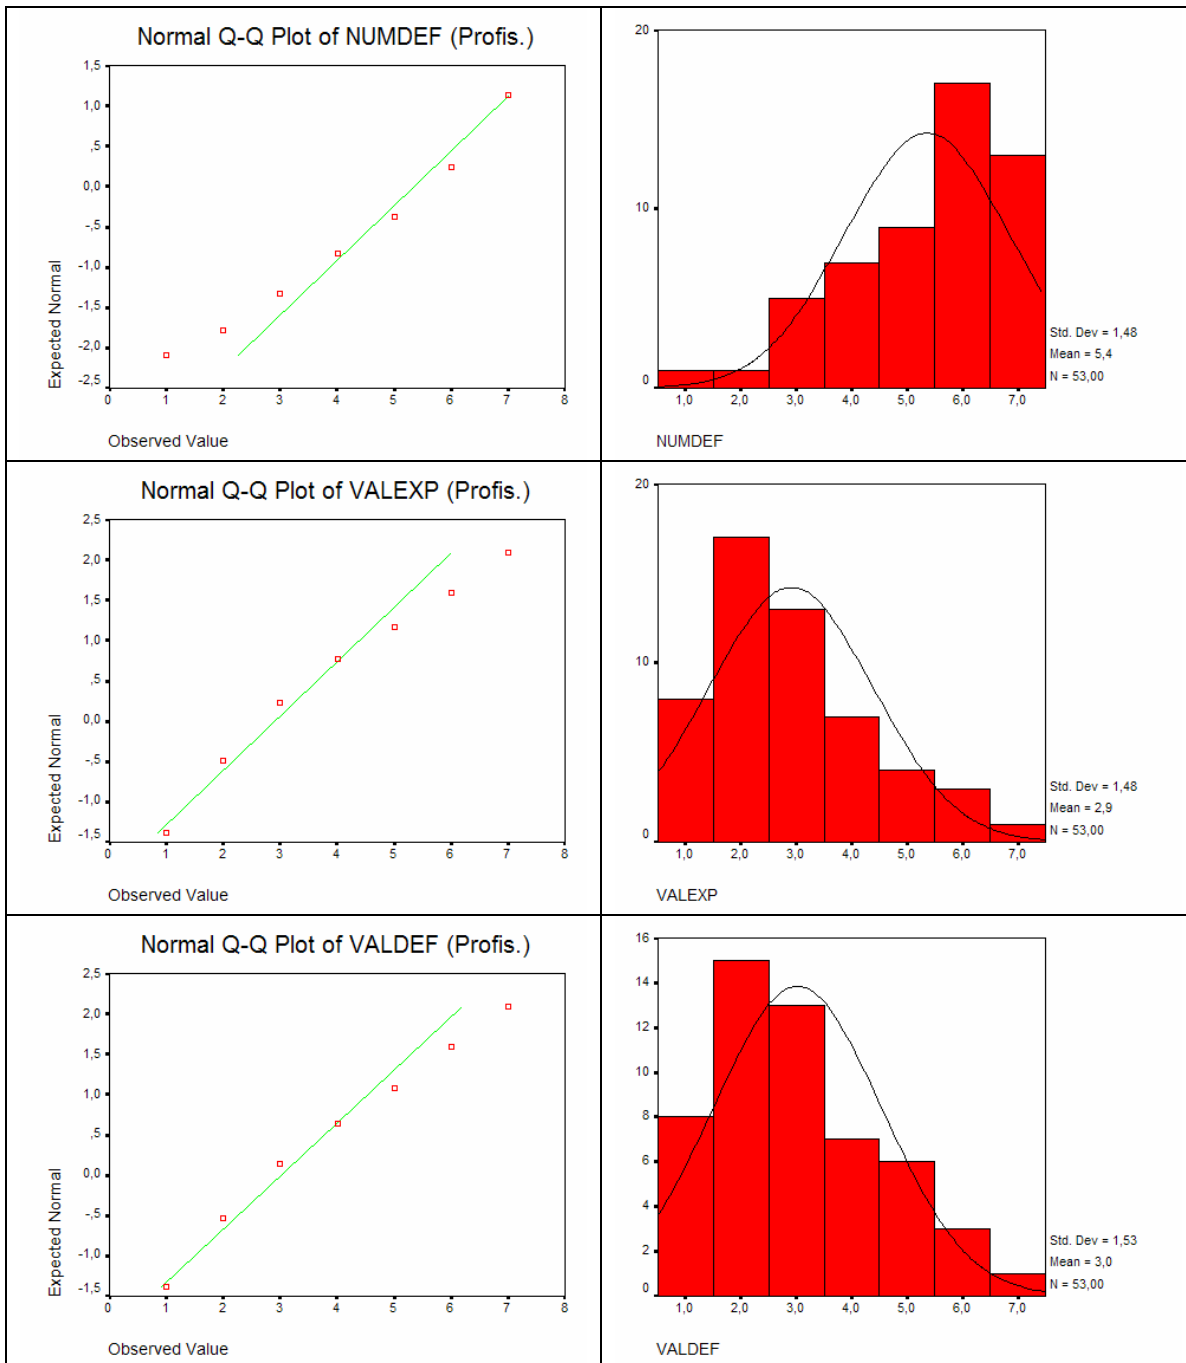 Normal Q-Q Plot of NUMDEF (Profis.)
1,5
1,0
,5
0,0
-,5
-1,0
-1,5
-2,0
-2,5
Expected Normal
0 1 2 3 4 5 6 7 8
Observed Value
20
10
0
1,0 2,0 3,0 4,0 5,0 6,0 7,0
NUMDEF
Std. Dev = 1,48
Mean = 5,4
N = 53,00
Normal Q-Q Plot of VALEXP (Profis.)
2,5
2,0
1,5
1,0
,5
0,0
-,5
-1,0
-1,5
Expected Normal
0 1 2 3 4 5 6 7 8
Observed Value
20
10
0
1,0 2,0 3,0 4,0 5,0 6,0 7,0
VALEXP
Std. Dev = 1,48
Mean = 2,9
N = 53,00
Normal Q-Q Plot of VALDEF (Profis.)
2,5
2,0
1,5
1,0
,5
0,0
-,5
-1,0
-1,5
Expected Normal
0 1 2 3 4 5 6 7 8
Observed Value
16
14
12
10
8
6
4
2
0
1,0 2,0 3,0 4,0 5,0 6,0 7,0
VALDEF
Std. Dev = 1,53
Mean = 3,0
N = 53,00